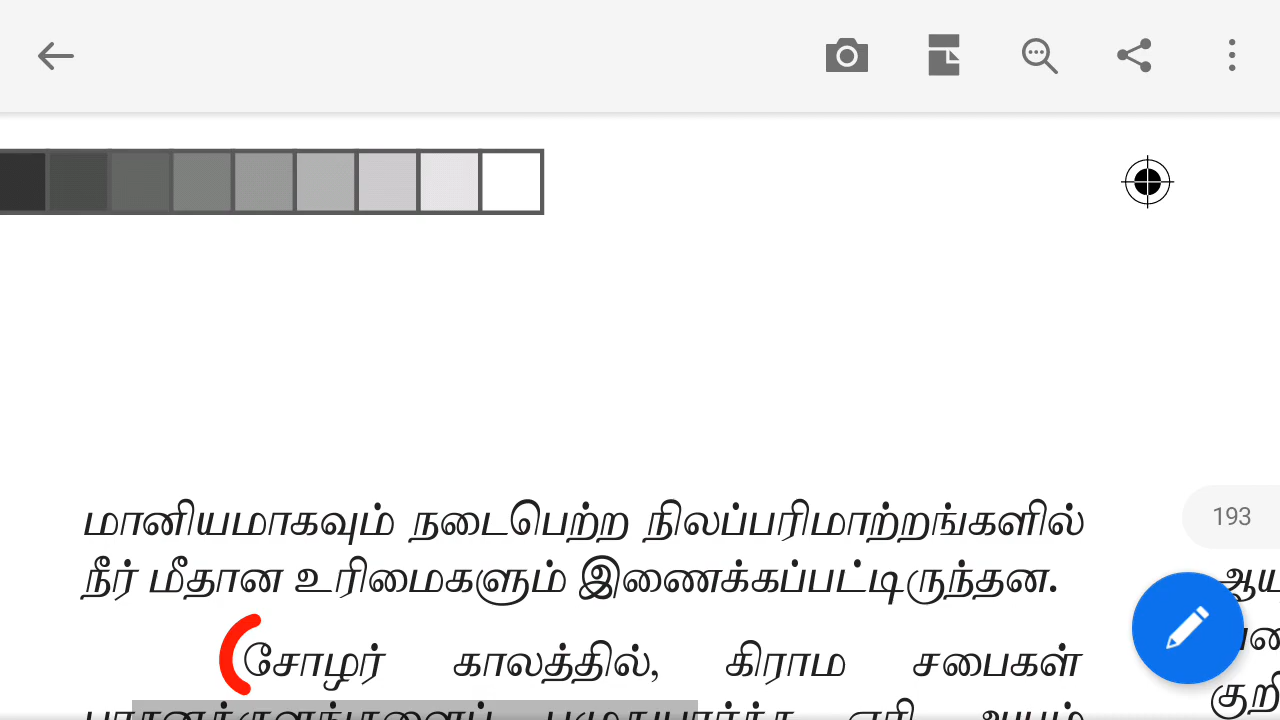 மானியமாகவும் நடைபெற்ற நிலப்பரிமாற்றங்களில்
நீர் மீதான உரிமைகளும் இணைக்கப்பட்டிருந்தன.
சோழர் காலத்தில், கிராம சபைகள்
193